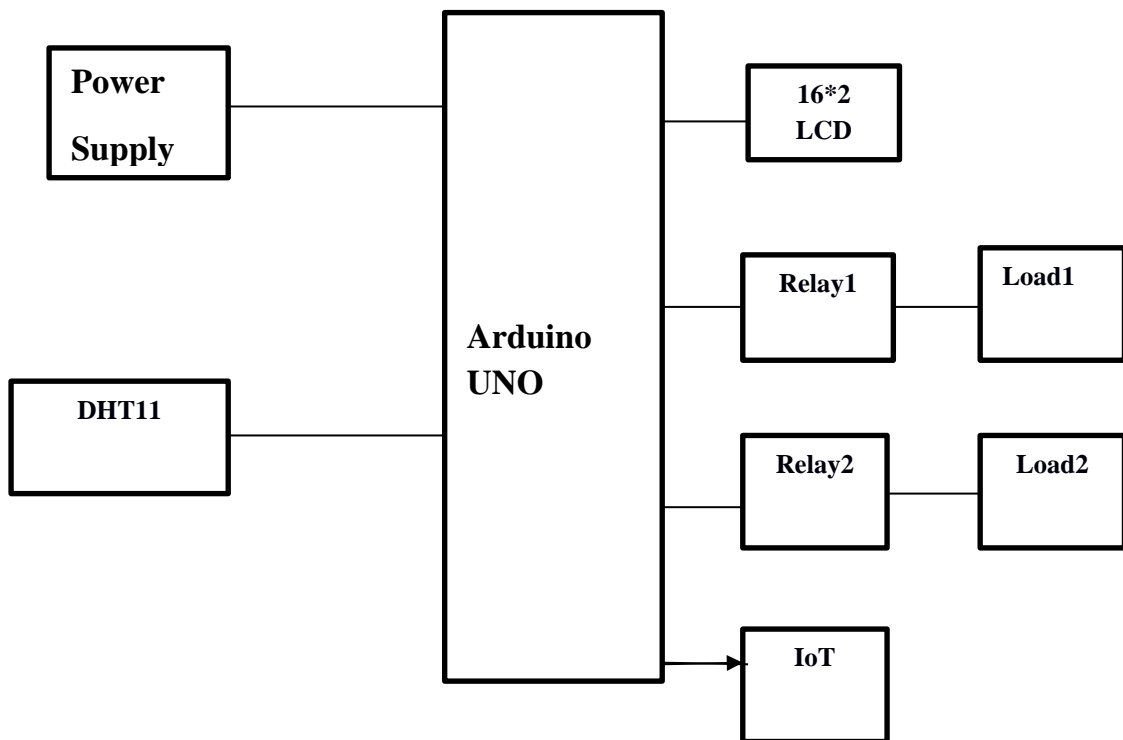 Power
Supply
16*2
LCD
Relay1
Load1
Arduino
UNO
DHT11
Relay2
Load2
IoT